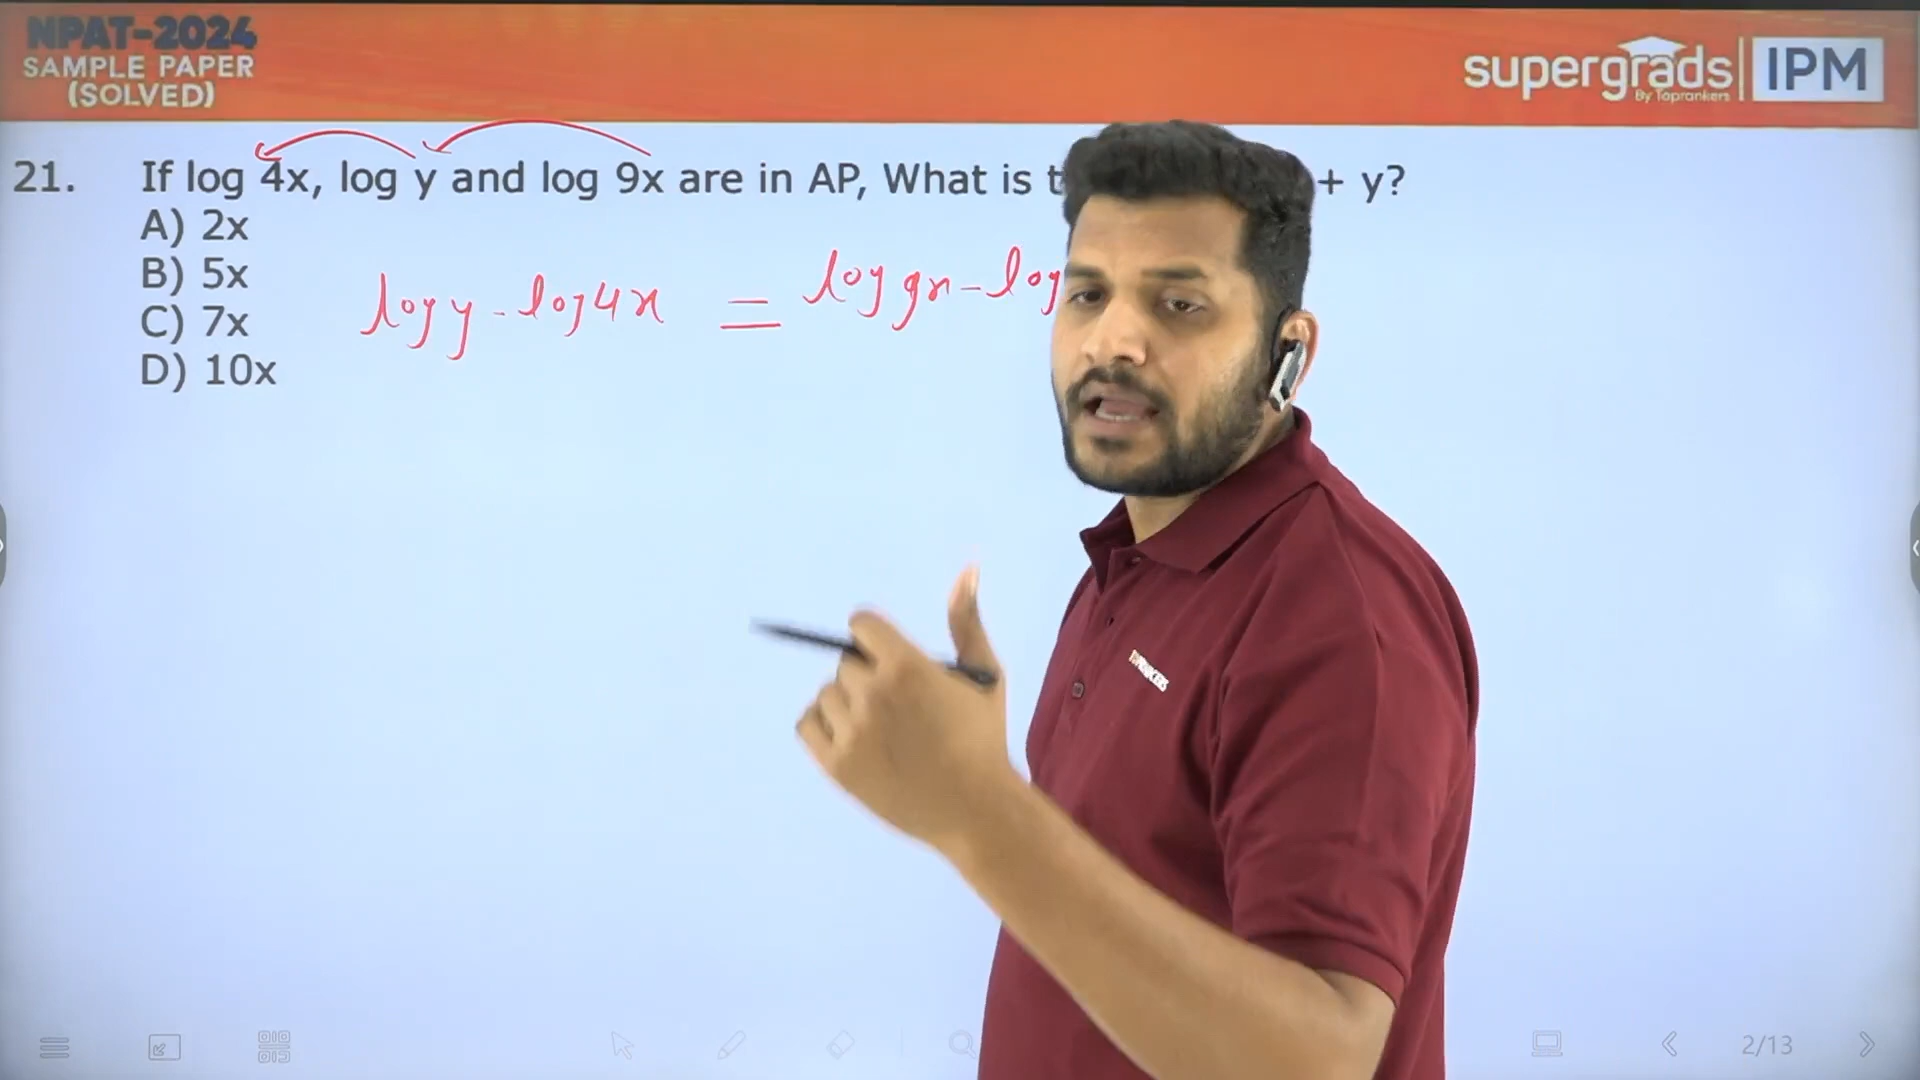 NPAT-2024
SAMPLE PAPER
(SOLVED)
supergrads
By Toprankers
IPM
21. If log 4x, log y and log 9x are in AP, What is + y?
A) 2x
B) 5x
C) 7x
D) 10x
log y - log 4x = log 9x - log
TOPRANKERS
2/13